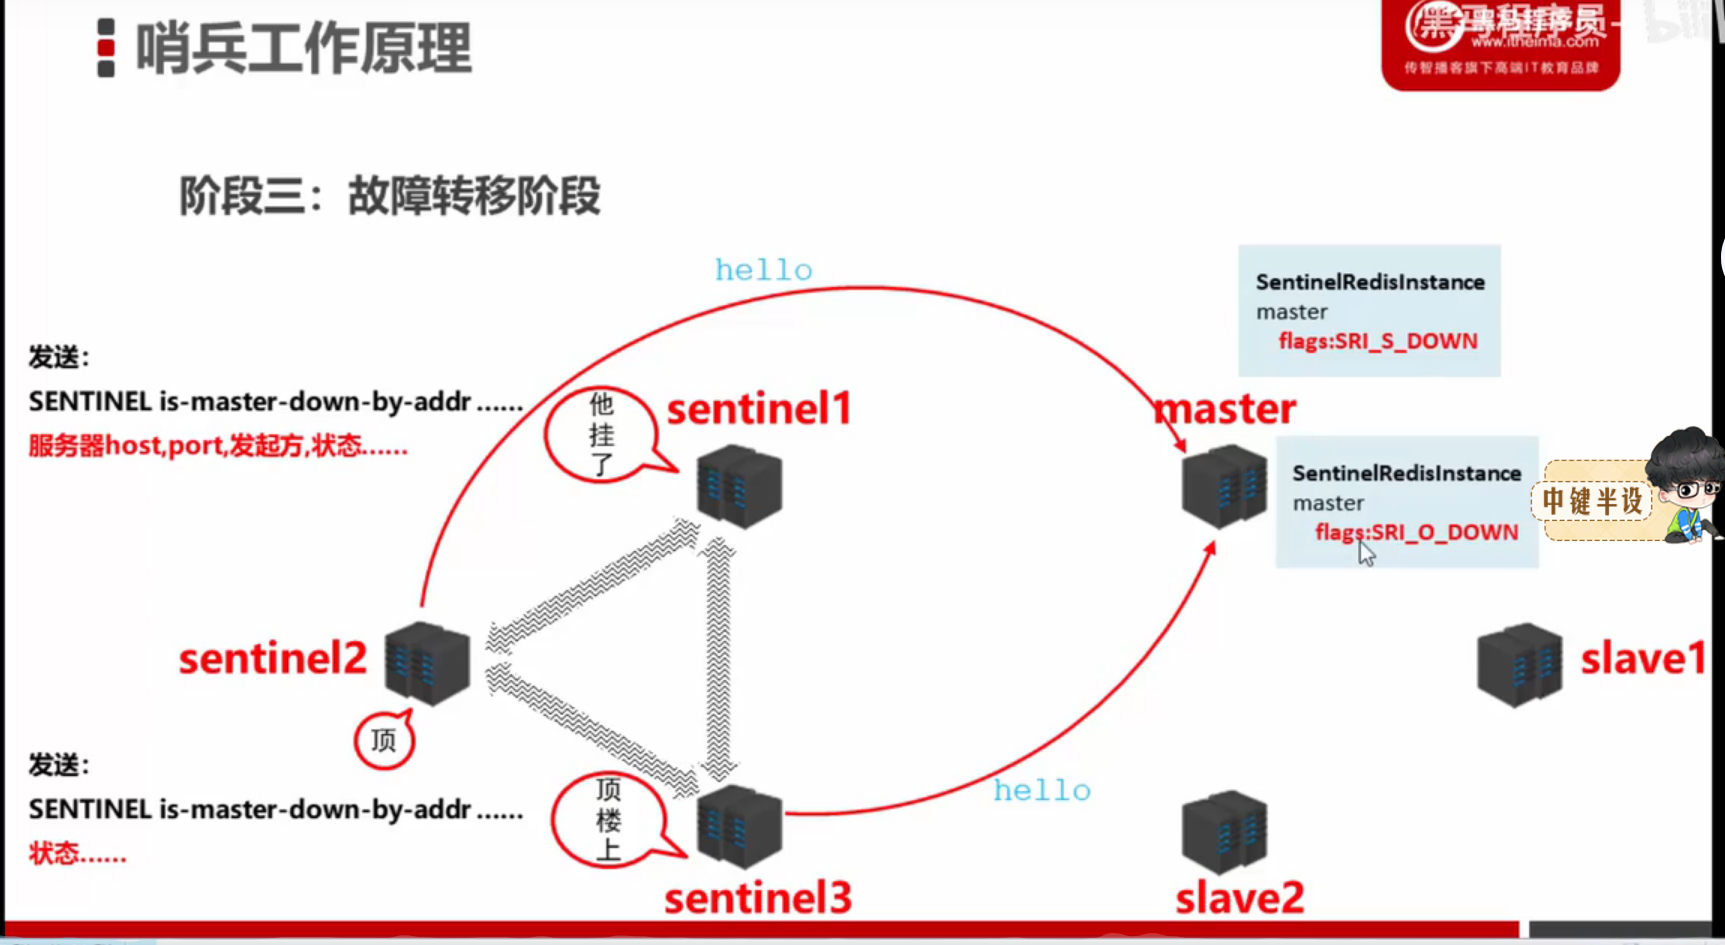 哨兵工作原理
黑马程序员
www.itheima.com
传智播客旗下高端IT教育品牌
阶段三：故障转移阶段
hello
SentinelRedisInstance
master
flags:SRI_S_DOWN
发送：
SENTINEL is-master-down-by-addr ......
服务器host,port,发起方,状态......
他
挂
了
sentinel1
master
SentinelRedisInstance
master
flags:SRI_O_DOWN
中键半设
sentinel2
slave1
顶
发送：
SENTINEL is-master-down-by-addr ......
状态......
顶
楼
上
hello
sentinel3
slave2